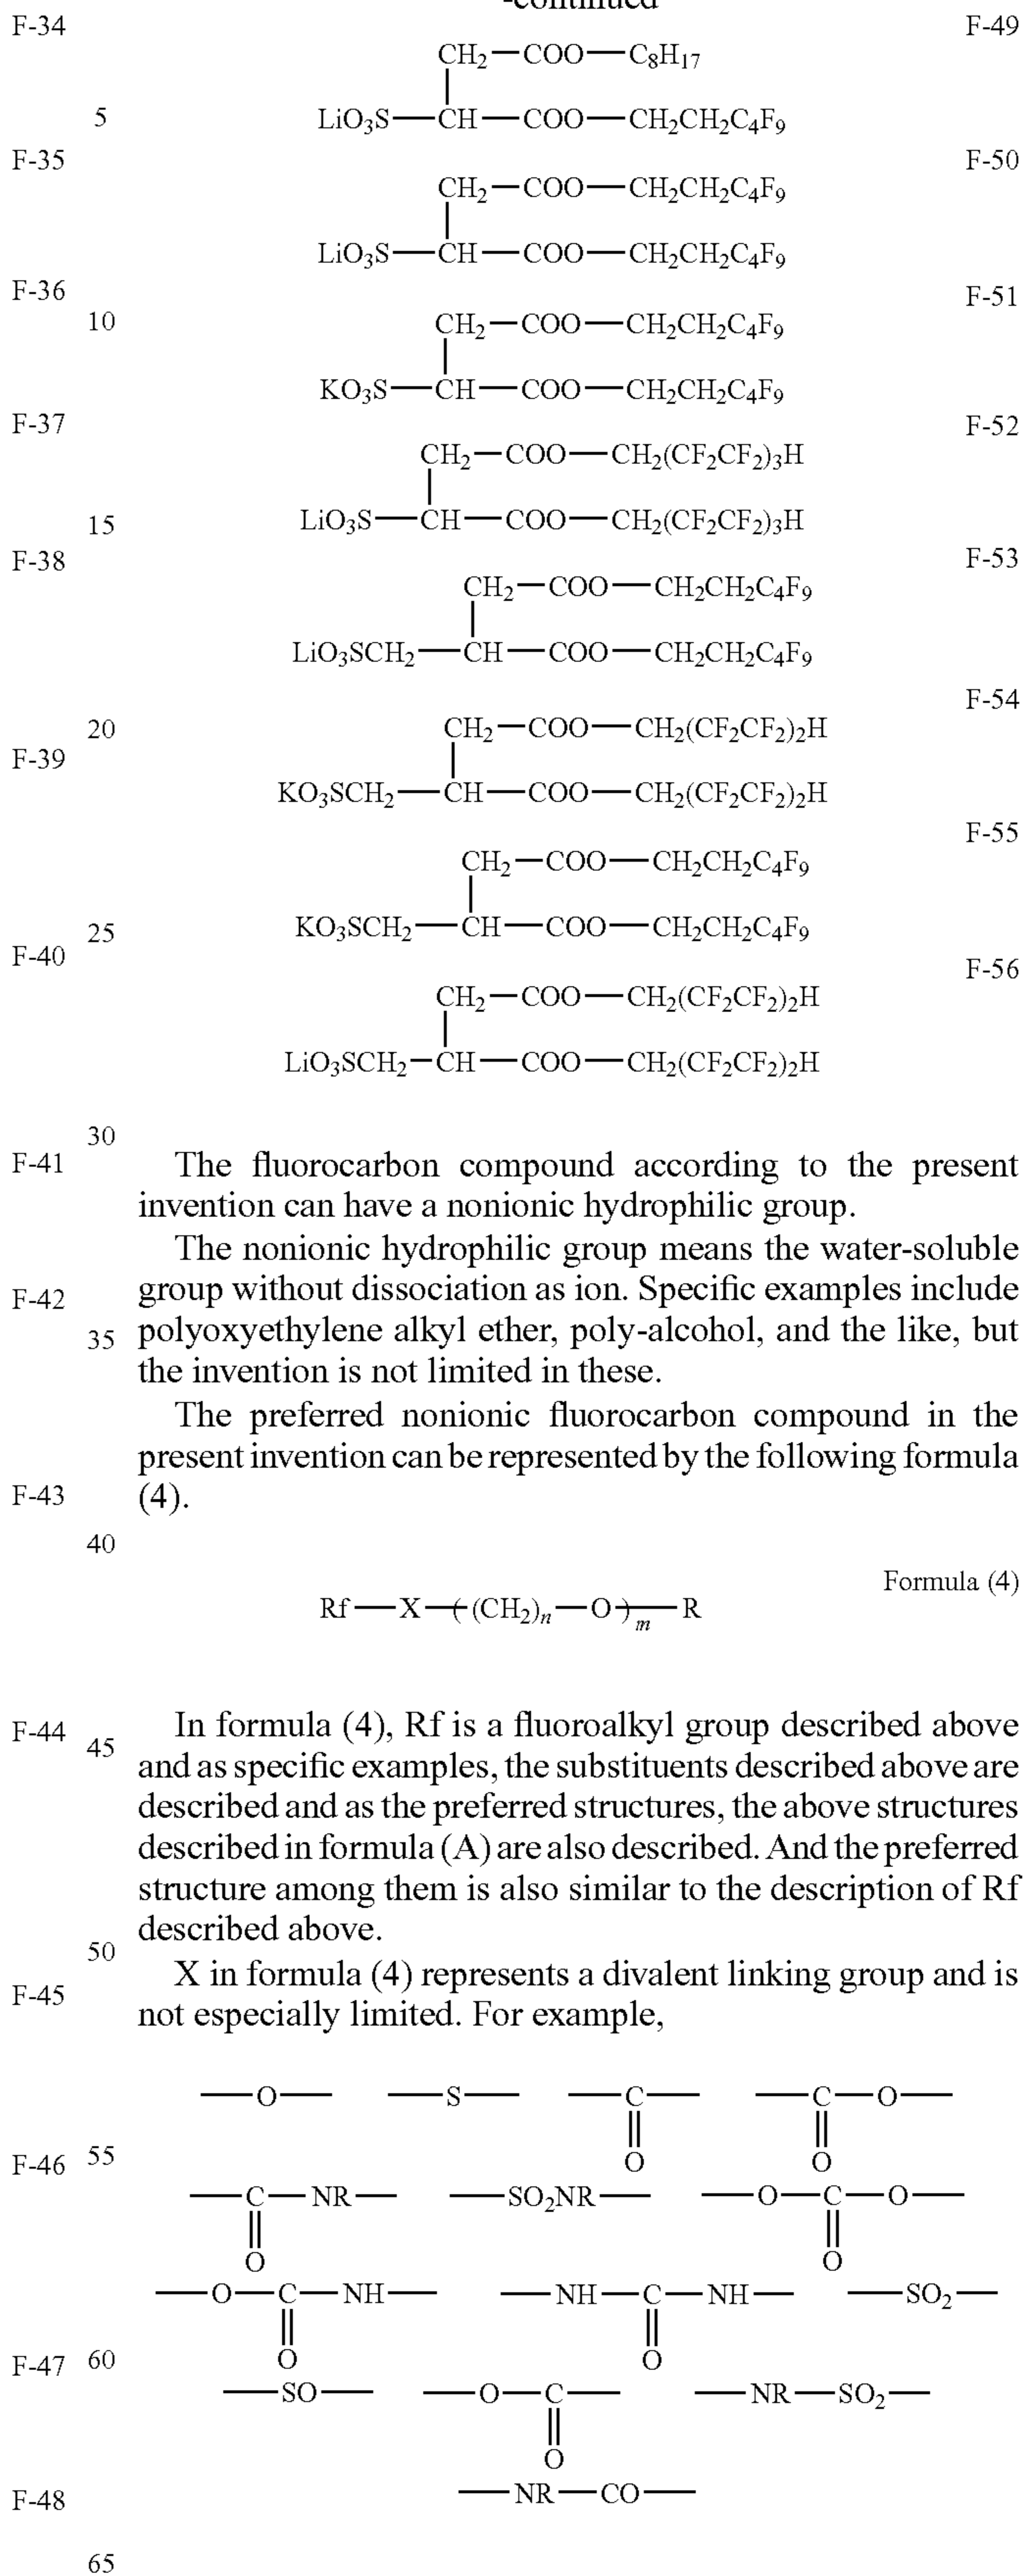 -continued
F-34 F-49
CH₂—COO—C₈H₁₇
5 LiO₃S—CH—COO—CH₂CH₂C₄F₉
F-35 F-50
CH₂—COO—CH₂CH₂C₄F₉
LiO₃S—CH—COO—CH₂CH₂C₄F₉
F-36 F-51
10 CH₂—COO—CH₂CH₂C₄F₉
KO₃S—CH—COO—CH₂CH₂C₄F₉
F-37 F-52
CH₂—COO—CH₂(CF₂CF₂)₃H
15 LiO₃S—CH—COO—CH₂(CF₂CF₂)₃H
F-38 F-53
CH₂—COO—CH₂CH₂C₄F₉
LiO₃SCH₂—CH—COO—CH₂CH₂C₄F₉
F-54
20 CH₂—COO—CH₂(CF₂CF₂)₂H
F-39
KO₃SCH₂—CH—COO—CH₂(CF₂CF₂)₂H
F-55
CH₂—COO—CH₂CH₂C₄F₉
25 KO₃SCH₂—CH—COO—CH₂CH₂C₄F₉
F-40 F-56
CH₂—COO—CH₂(CF₂CF₂)₂H
LiO₃SCH₂—CH—COO—CH₂(CF₂CF₂)₂H
30
F-41 The fluorocarbon compound according to the present
invention can have a nonionic hydrophilic group.
The nonionic hydrophilic group means the water-soluble
F-42 group without dissociation as ion. Specific examples include
35 polyoxyethylene alkyl ether, poly-alcohol, and the like, but
the invention is not limited in these.
The preferred nonionic fluorocarbon compound in the
present invention can be represented by the following formula
F-43 (4).
40
Formula (4)
Rf—X—((CH₂)ₙ—O)ₘ—R
F-44 In formula (4), Rf is a fluoroalkyl group described above
45 and as specific examples, the substituents described above are
described and as the preferred structures, the above structures
described in formula (A) are also described. And the preferred
structure among them is also similar to the description of Rf
described above.
50
F-45 X in formula (4) represents a divalent linking group and is
not especially limited. For example,
—O— —S— —C— —C—O—
F-46 55 O O
—C—NR— —SO₂NR— —O—C—O—
O O
—O—C—NH— —NH—C—NH— —SO₂—
F-47 60 O O
—SO— —O—C— —NR—SO₂—
O
F-48 —NR—CO—
65